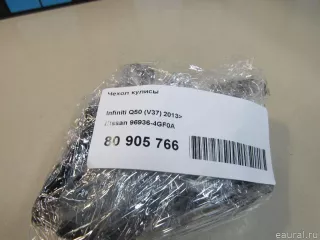 Чехол кулисы
Infiniti Q50 (V37) 2013>
Nissan 96936-4GF0A
80 905 766
eaural.ru